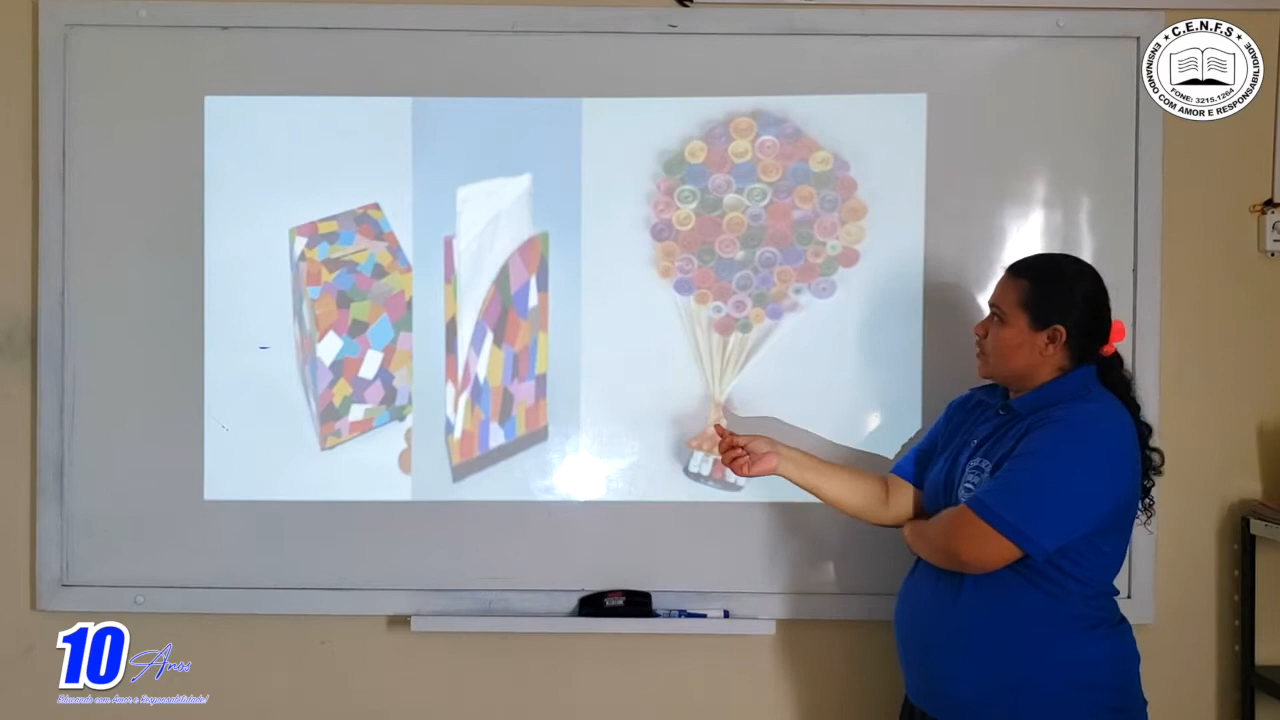 ★ C.E.N.F.S ★
ENSINANDO COM AMOR E RESPONSABILIDADE
FONE: 3215.1264
10 Anos
Educando com Amor e Responsabilidade!